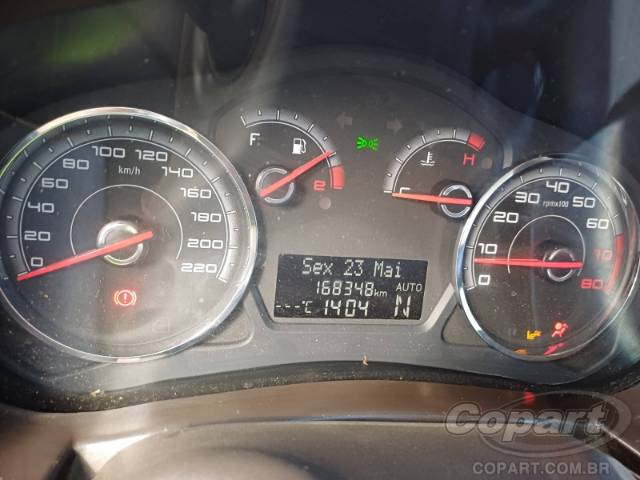 220
200
180
160
140
120
100
80
60
40
20
0
km/h
F
e
C
H
Sex 23 Mai
168348km AUTO
---°C 1404 N
0
10
20
30
40
50
60
70
80
rpmx100
Copart
COPART.COM.BR